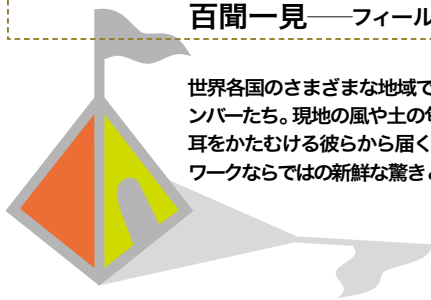 百聞一見──フィール
世界各国のさまざまな地域で
ンバーたち。現地の風や土の
耳をかたむける彼らから届く
ワークならではの新鮮な驚き